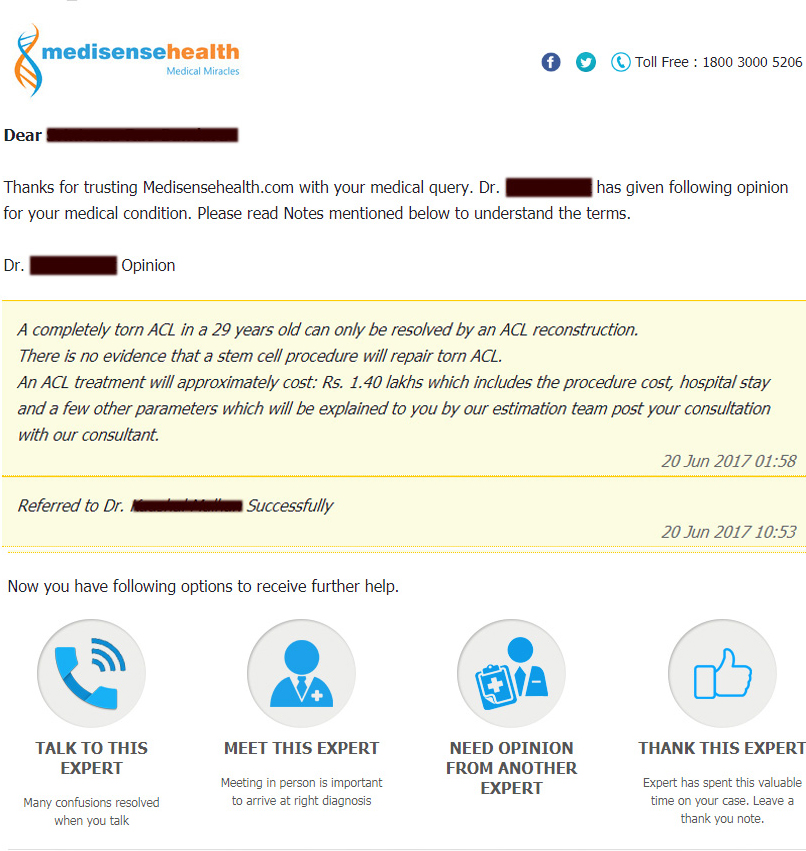 medisensehealth
Medical Miracles
Toll Free : 1800 3000 5206
Dear
Thanks for trusting Medisensehealth.com with your medical query. Dr. has given following opinion
for your medical condition. Please read Notes mentioned below to understand the terms.
Dr. Opinion
A completely torn ACL in a 29 years old can only be resolved by an ACL reconstruction.
There is no evidence that a stem cell procedure will repair torn ACL.
An ACL treatment will approximately cost: Rs. 1.40 lakhs which includes the procedure cost, hospital stay
and a few other parameters which will be explained to you by our estimation team post your consultation
with our consultant.
20 Jun 2017 01:58
Referred to Dr. Successfully
20 Jun 2017 10:53
Now you have following options to receive further help.
TALK TO THIS
EXPERT
Many confusions resolved
when you talk
MEET THIS EXPERT
Meeting in person is important
to arrive at right diagnosis
NEED OPINION
FROM ANOTHER
EXPERT
THANK THIS EXPERT
Expert has spent this valuable
time on your case. Leave a
thank you note.